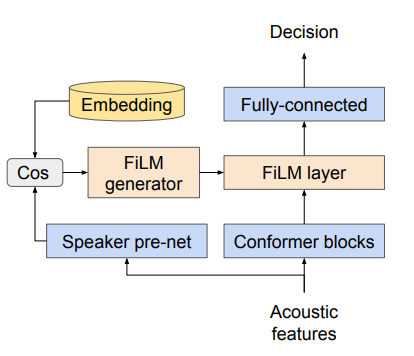 Decision
Embedding
Fully-connected
Cos
FiLM
generator
FiLM layer
Speaker pre-net
Conformer blocks
Acoustic
features